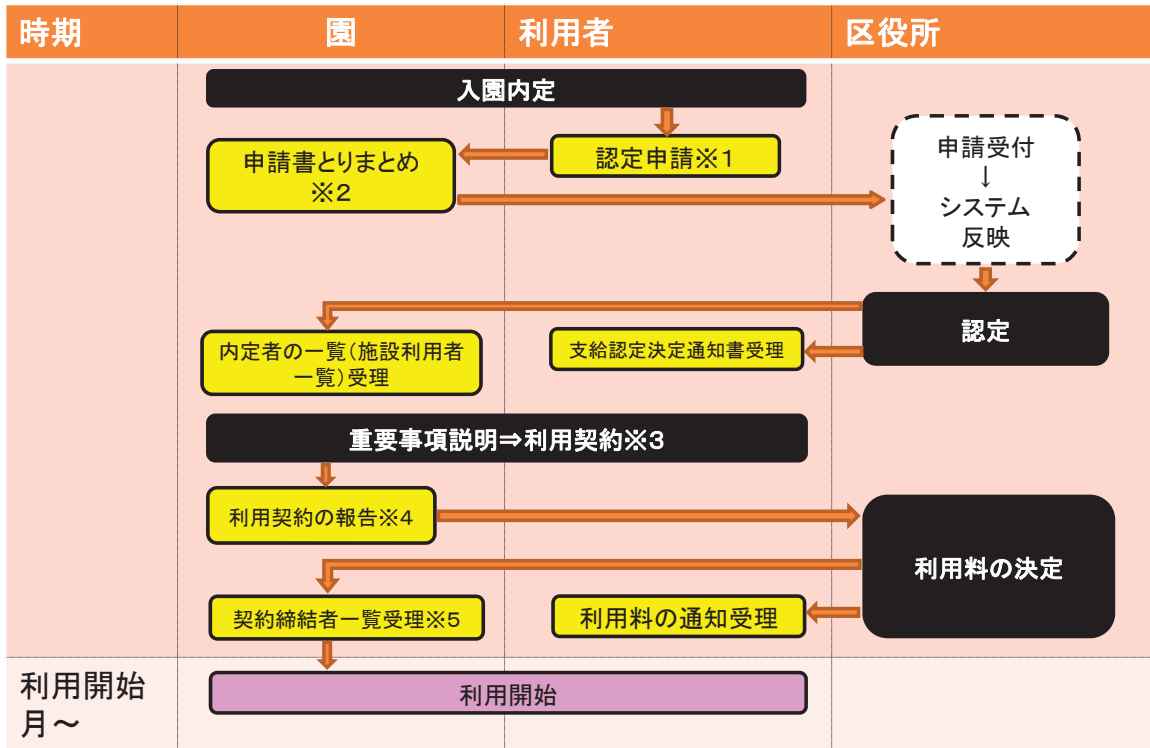 時期
園
利用者
区役所
入園内定
認定申請※1
申請書とりまとめ
※2
申請受付
↓
システム
反映
認定
内定者の一覧(施設利用者
一覧)受理
支給認定決定通知書受理
重要事項説明⇒利用契約※3
利用契約の報告※4
利用料の決定
契約締結者一覧受理※5
利用料の通知受理
利用開始
月～
利用開始